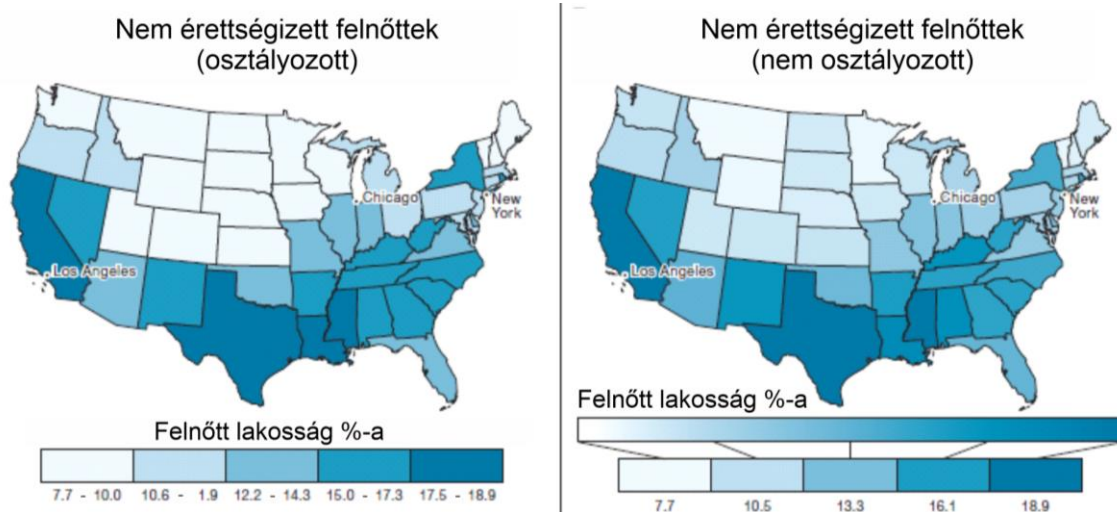 Nem érettségizett felnőttek
(osztályozott)
Chicago
New
York
Los Angeles
Felnőtt lakosság %-a
7.7 - 10.0 10.6 - 1.9 12.2 - 14.3 15.0 - 17.3 17.5 - 18.9
Nem érettségizett felnőttek
(nem osztályozott)
Chicago
New
York
Los Angeles
Felnőtt lakosság %-a
7.7 10.5 13.3 16.1 18.9